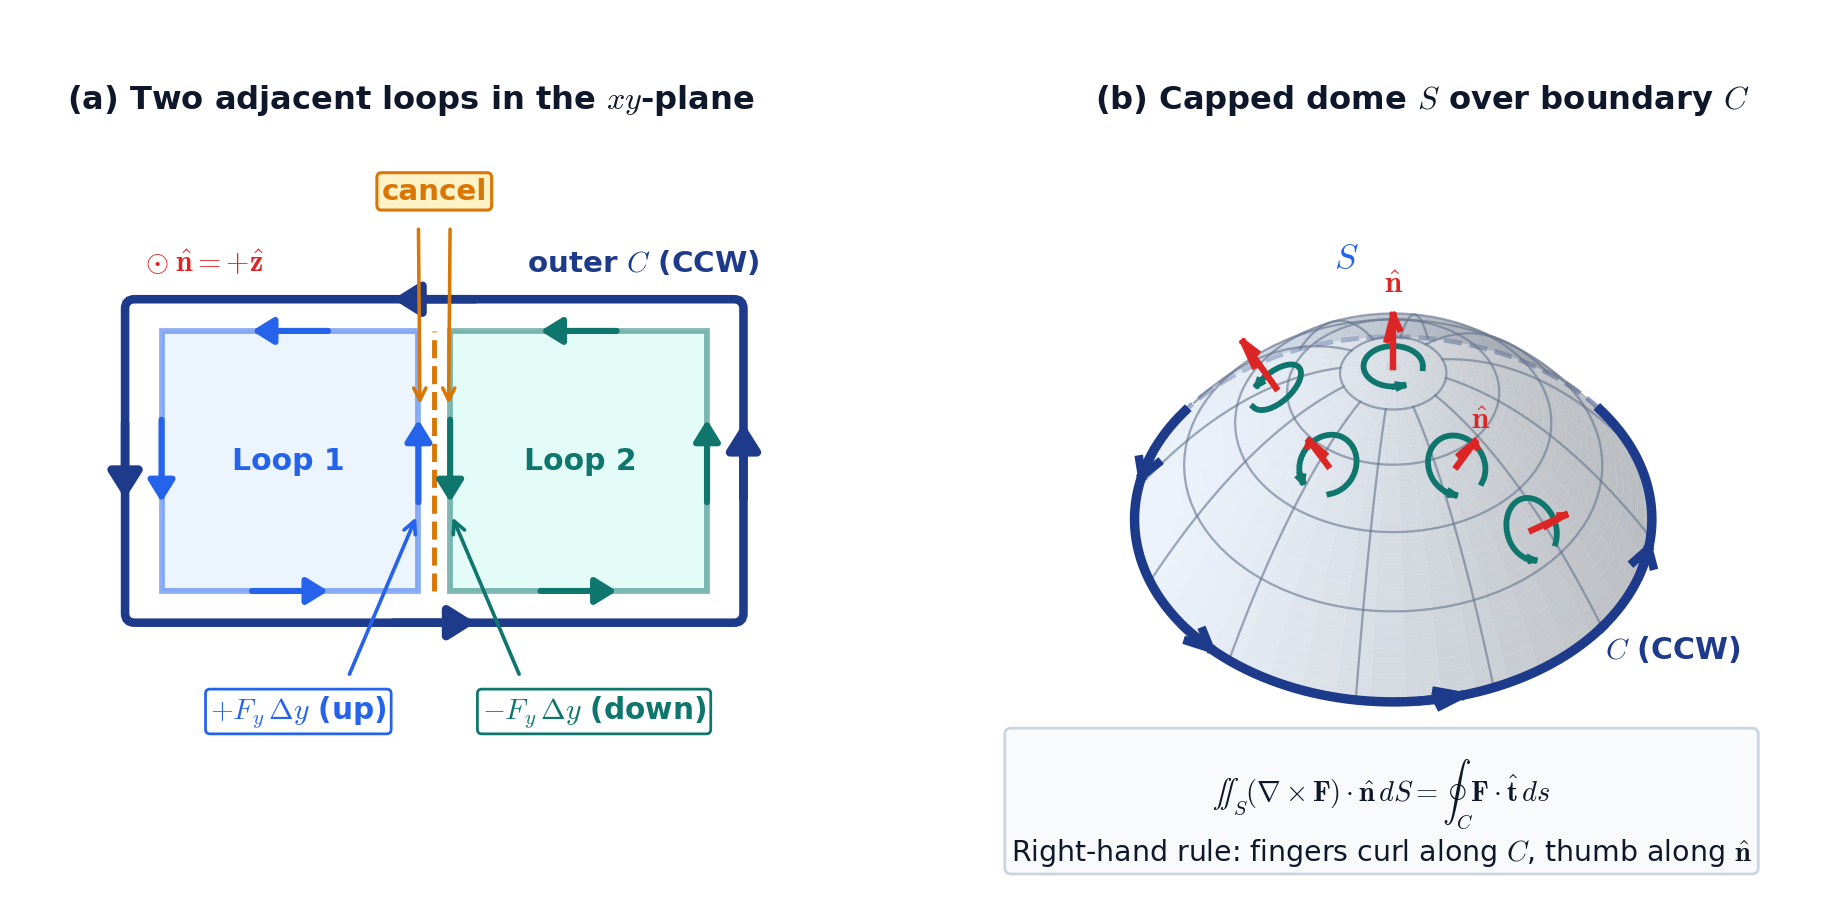 (a) Two adjacent loops in the xy-plane
cancel
⊙ n̂ = +ẑ
outer C (CCW)
Loop 1
Loop 2
+F_y Δy (up)
−F_y Δy (down)
(b) Capped dome S over boundary C
S
n̂
n̂
C (CCW)
∬_S (∇ × F) · n̂ dS = ∮_C F · t̂ ds
Right-hand rule: fingers curl along C, thumb along n̂